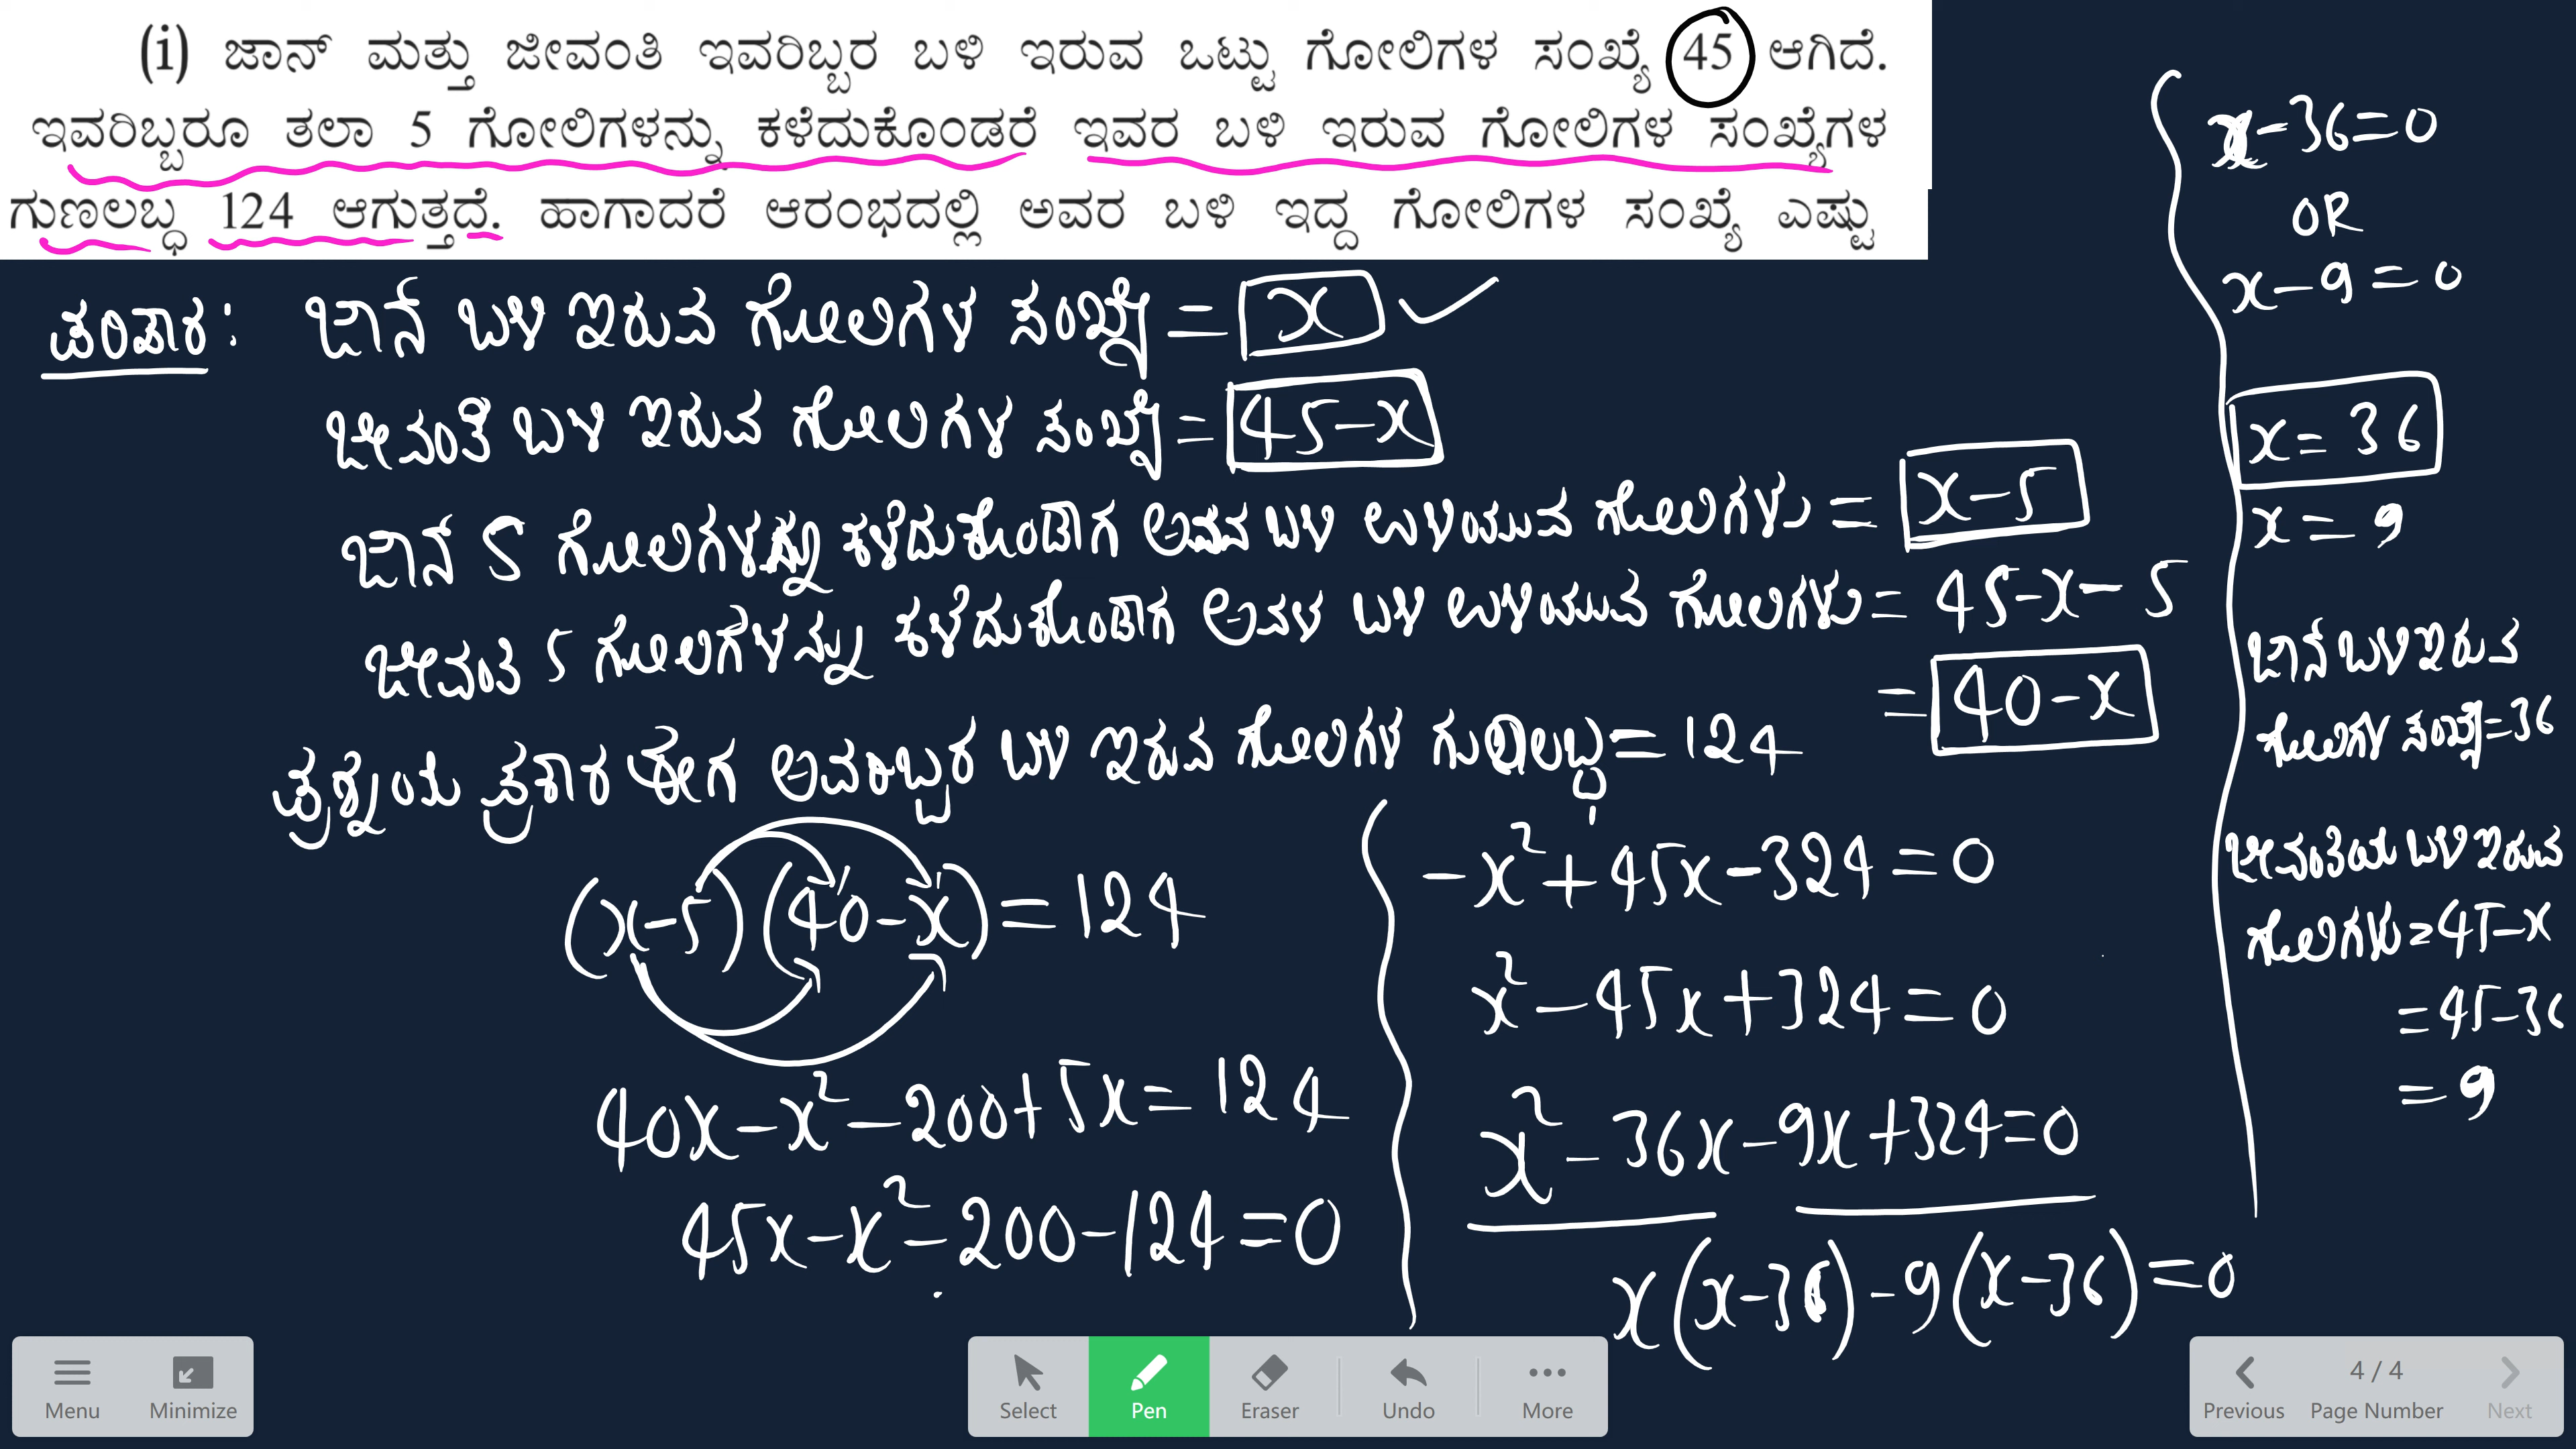 (i) ಜಾನ್ ಮತ್ತು ಜೀವಂತಿ ಇವರಿಬ್ಬರ ಬಳಿ ಇರುವ ಒಟ್ಟು ಗೋಲಿಗಳ ಸಂಖ್ಯೆ 45 ಆಗಿದೆ.
ಇವರಿಬ್ಬರೂ ತಲಾ 5 ಗೋಲಿಗಳನ್ನು ಕಳೆದುಕೊಂಡರೆ ಇವರ ಬಳಿ ಇರುವ ಗೋಲಿಗಳ ಸಂಖ್ಯೆಗಳ
ಗುಣಲಬ್ಧ 124 ಆಗುತ್ತದೆ. ಹಾಗಾದರೆ ಆರಂಭದಲ್ಲಿ ಅವರ ಬಳಿ ಇದ್ದ ಗೋಲಿಗಳ ಸಂಖ್ಯೆ ಎಷ್ಟು
ಪರಿಹಾರ : ಜಾನ್ ಬಳಿ ಇರುವ ಗೋಲಿಗಳ ಸಂಖ್ಯೆ = x
ಜೀವಂತಿ ಬಳಿ ಇರುವ ಗೋಲಿಗಳ ಸಂಖ್ಯೆ = 45-x
ಜಾನ್ 5 ಗೋಲಿಗಳನ್ನು ಕಳೆದುಕೊಂಡಾಗ ಅವನ ಬಳಿ ಉಳಿಯುವ ಗೋಲಿಗಳು = x-5
ಜೀವಂತಿ 5 ಗೋಲಿಗಳನ್ನು ಕಳೆದುಕೊಂಡಾಗ ಅವಳ ಬಳಿ ಉಳಿಯುವ ಗೋಲಿಗಳು = 45-x-5
= 40-x
ಪ್ರಶ್ನೆಯ ಪ್ರಕಾರ ಈಗ ಅವರಿಬ್ಬರ ಬಳಿ ಇರುವ ಗೋಲಿಗಳ ಗುಣಲಬ್ಧ = 124
(x-5)(40-x) = 124
40x-x²-200+5x = 124
45x-x²-200-124 = 0
-x²+45x-324 = 0
x²-45x+324 = 0
x²-36x-9x+324=0
x(x-36)-9(x-36)=0
x-36=0
OR
x-9=0
x=36
x=9
ಜಾನ್ ಬಳಿ ಇರುವ
ಗೋಲಿಗಳ ಸಂಖ್ಯೆ=36
ಜೀವಂತಿಯ ಬಳಿ ಇರುವ
ಗೋಲಿಗಳು=45-x
=45-36
=9
Menu Minimize Select Pen Eraser Undo More Previous 4 / 4 Page Number Next